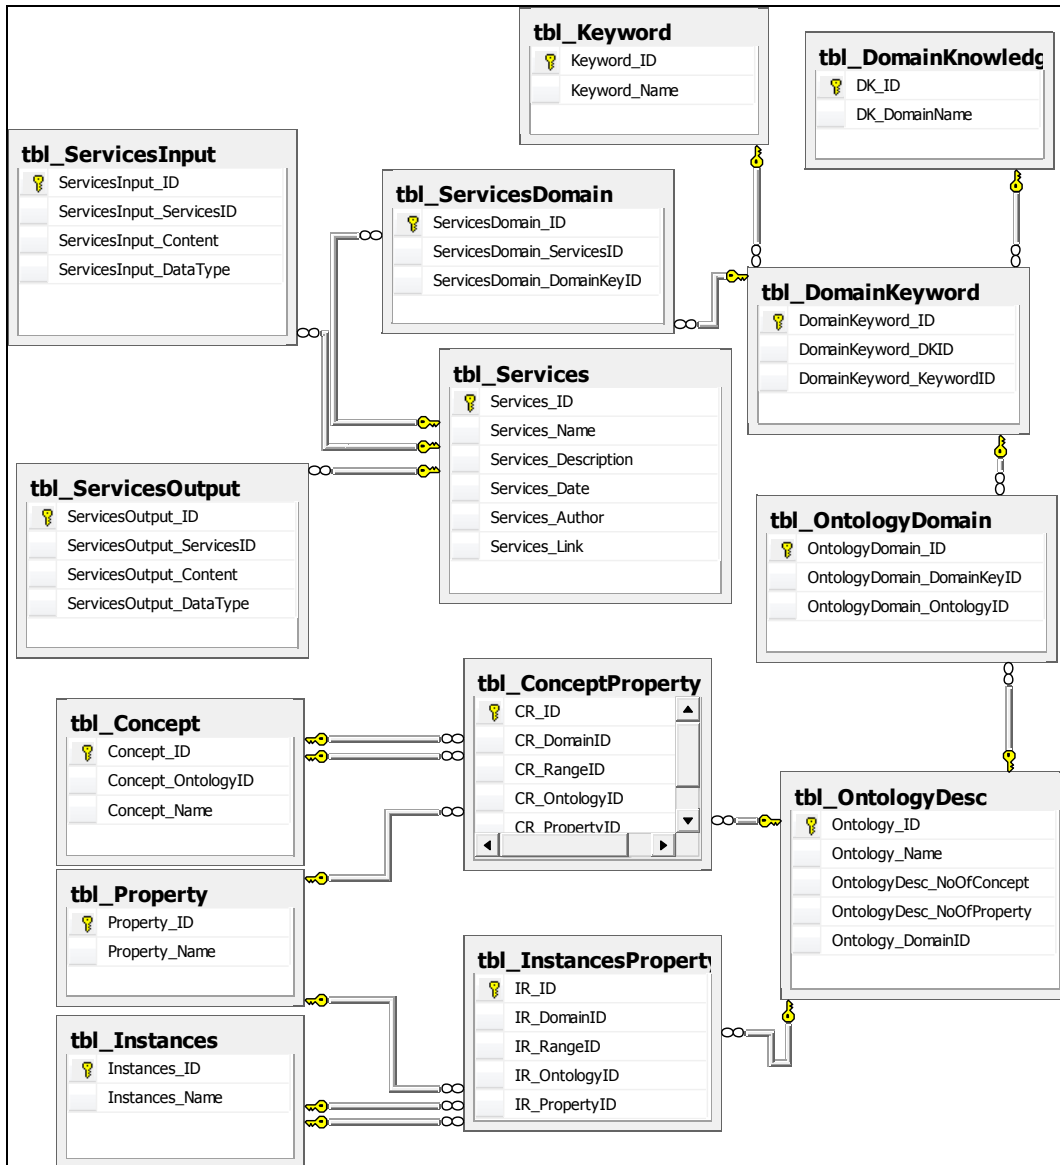 tbl_Keyword
Keyword_ID
Keyword_Name
tbl_DomainKnowledg
DK_ID
DK_DomainName
tbl_ServicesInput
ServicesInput_ID
ServicesInput_ServicesID
ServicesInput_Content
ServicesInput_DataType
tbl_ServicesDomain
ServicesDomain_ID
ServicesDomain_ServicesID
ServicesDomain_DomainKeyID
tbl_DomainKeyword
DomainKeyword_ID
DomainKeyword_DKID
DomainKeyword_KeywordID
tbl_Services
Services_ID
Services_Name
Services_Description
Services_Date
Services_Author
Services_Link
tbl_ServicesOutput
ServicesOutput_ID
ServicesOutput_ServicesID
ServicesOutput_Content
ServicesOutput_DataType
tbl_OntologyDomain
OntologyDomain_ID
OntologyDomain_DomainKeyID
OntologyDomain_OntologyID
tbl_ConceptProperty
CR_ID
CR_DomainID
CR_RangeID
CR_OntologyID
CR_PropertyID
tbl_Concept
Concept_ID
Concept_OntologyID
Concept_Name
tbl_OntologyDesc
Ontology_ID
Ontology_Name
OntologyDesc_NoOfConcept
OntologyDesc_NoOfProperty
Ontology_DomainID
tbl_Property
Property_ID
Property_Name
tbl_InstancesProperty
IR_ID
IR_DomainID
IR_RangeID
IR_OntologyID
IR_PropertyID
tbl_Instances
Instances_ID
Instances_Name